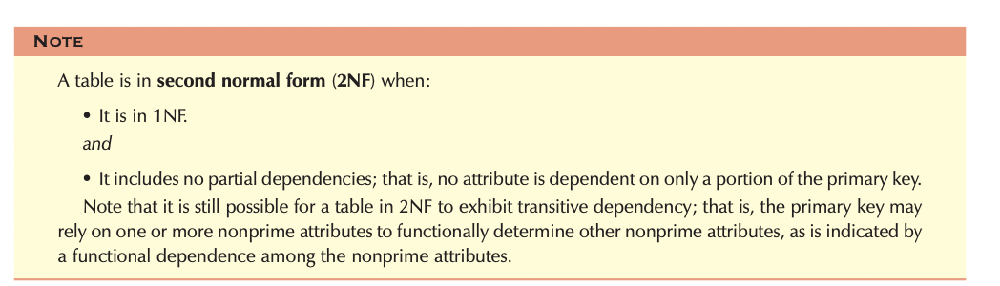 NOTE
A table is in second normal form (2NF) when:
• It is in 1NF.
and
• It includes no partial dependencies; that is, no attribute is dependent on only a portion of the primary key.
Note that it is still possible for a table in 2NF to exhibit transitive dependency; that is, the primary key may
rely on one or more nonprime attributes to functionally determine other nonprime attributes, as is indicated by
a functional dependence among the nonprime attributes.